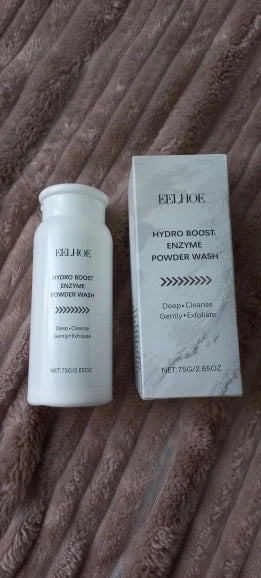 EELHOE
HYDRO BOOST
ENZYME
POWDER WASH
>>>>>>>>>
Deep•Cleanse
Gently•Exfoliate
NET:75G/2.65OZ
EELHOE
HYDRO BOOST
ENZYME
POWDER WASH
>>>>>>>>>
Deep•Cleanse
Gently•Exfoliate
NET:75G/2.65OZ